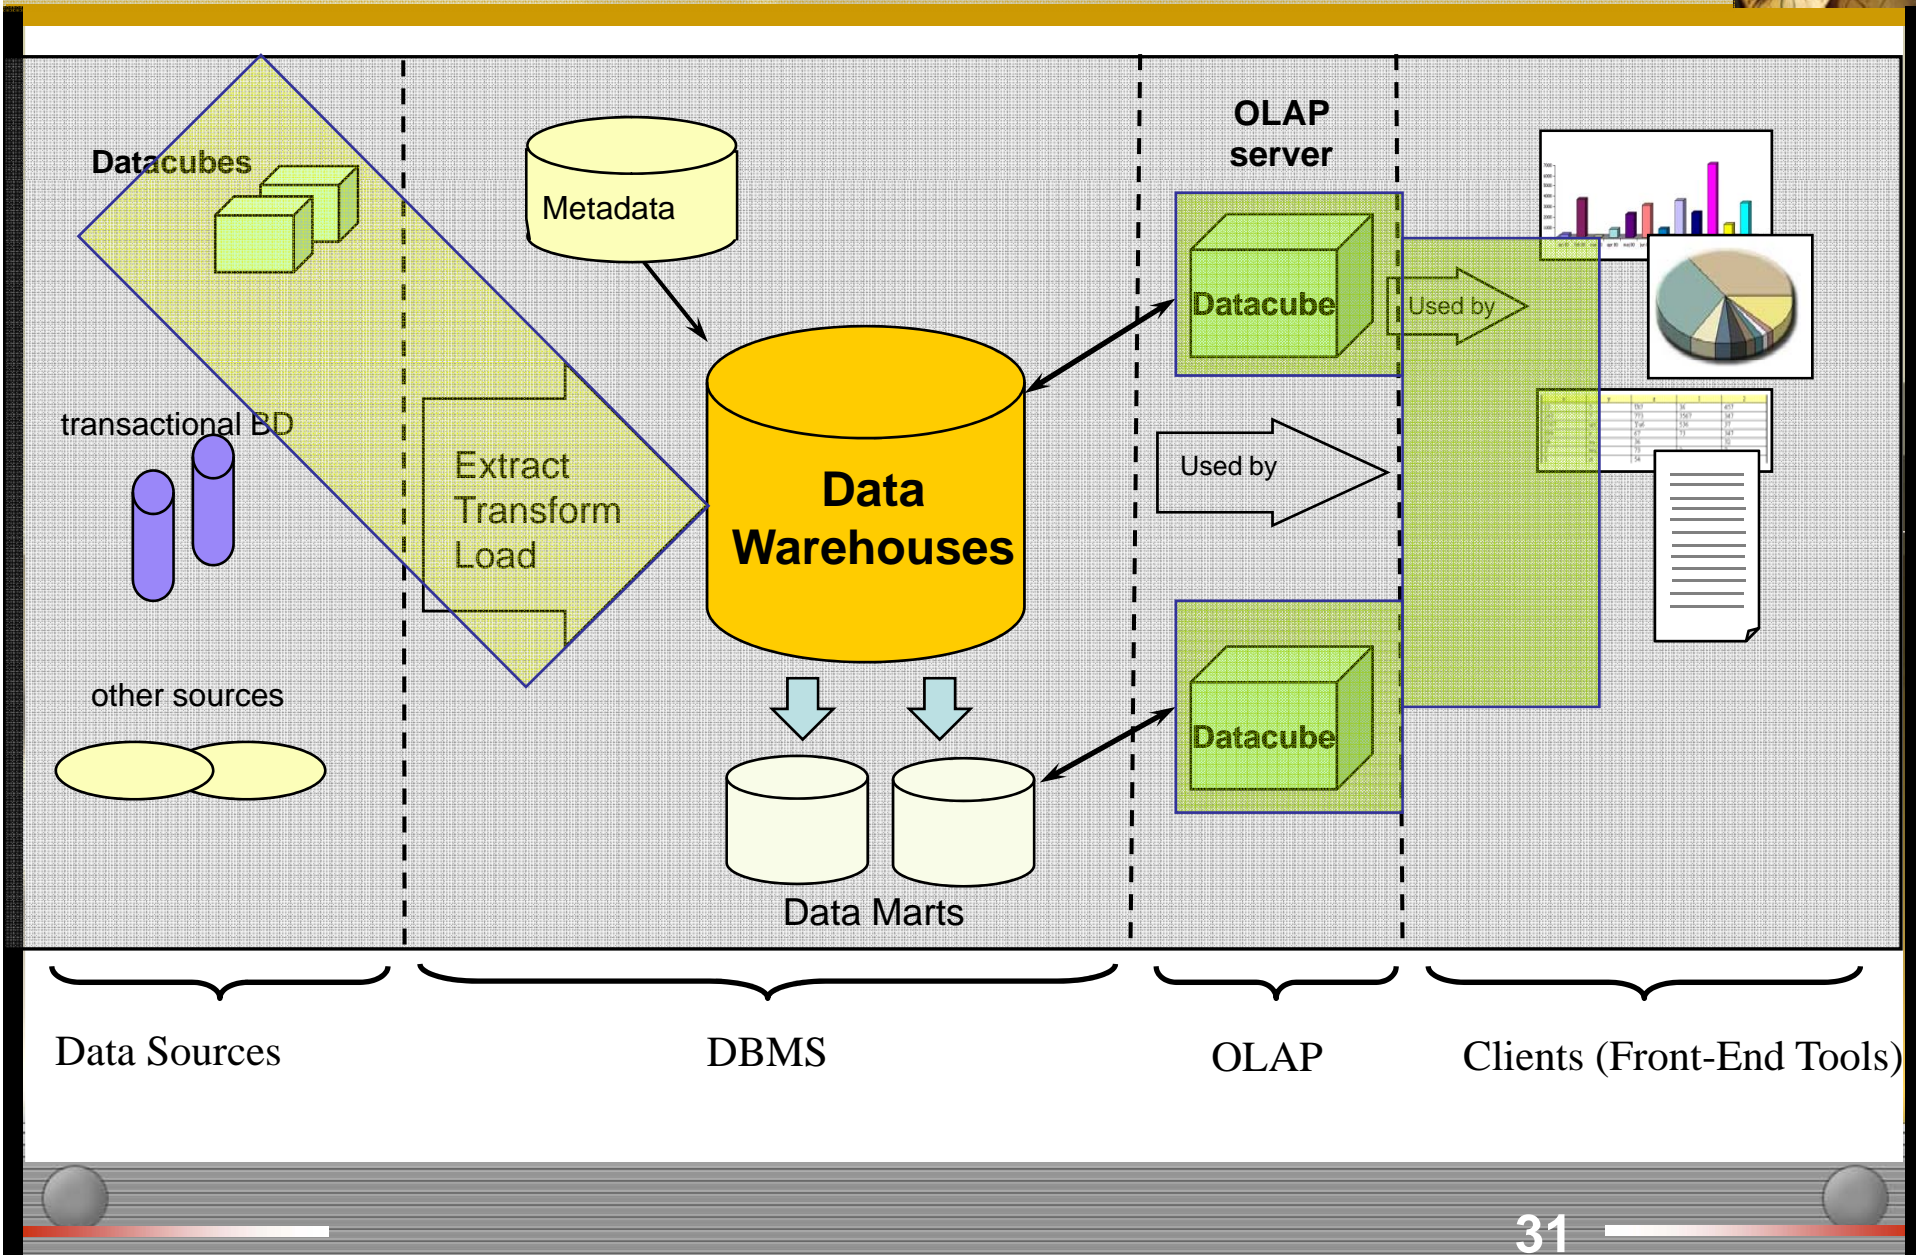 OLAP
server
Datacubes
Metadata
Datacube
Used by
transactional BD
Extract
Transform
Load
Data
Warehouses
Used by
other sources
Datacube
Data Marts
Data Sources
DBMS
OLAP
Clients (Front-End Tools)
31